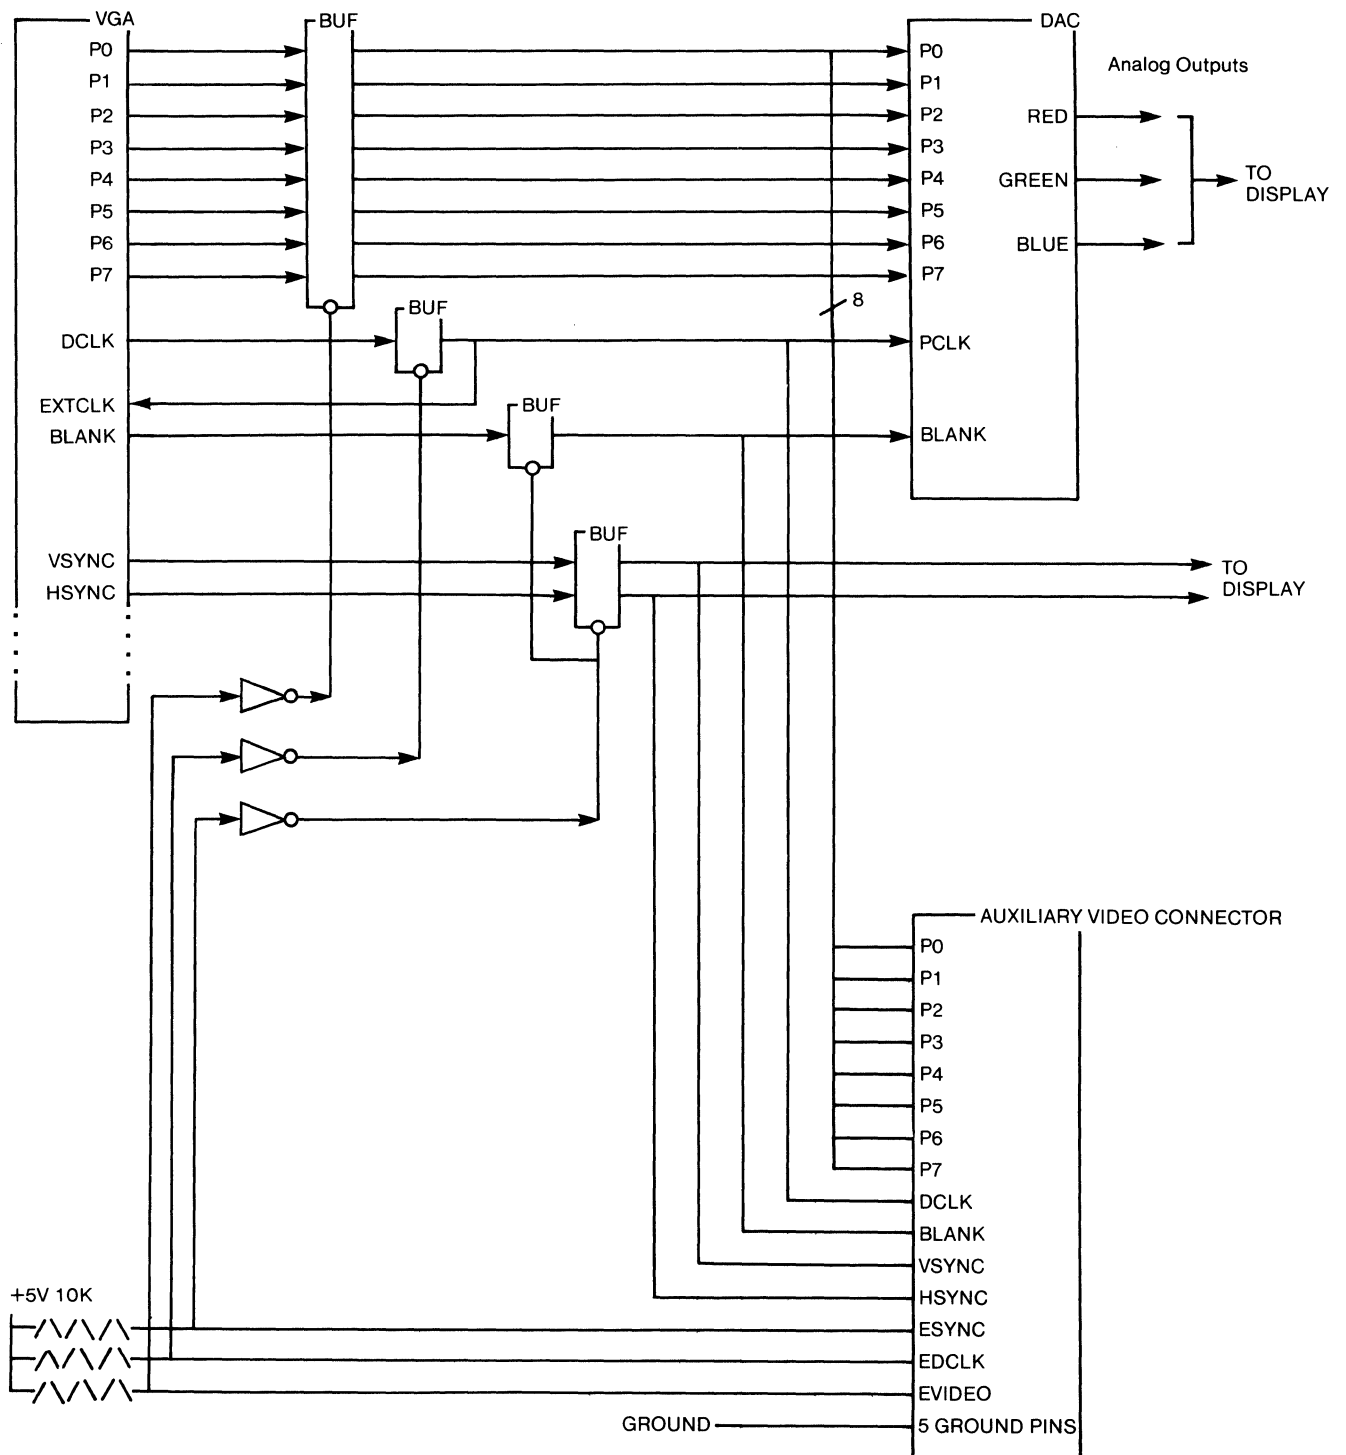 VGA
P0
P1
P2
P3
P4
P5
P6
P7
DCLK
EXTCLK
BLANK
VSYNC
HSYNC
BUF
BUF
BUF
BUF
8
DAC
P0
P1
P2
P3
P4
P5
P6
P7
PCLK
BLANK
RED
GREEN
BLUE
Analog Outputs
TO
DISPLAY
TO
DISPLAY
AUXILIARY VIDEO CONNECTOR
P0
P1
P2
P3
P4
P5
P6
P7
DCLK
BLANK
VSYNC
HSYNC
ESYNC
EDCLK
EVIDEO
5 GROUND PINS
+5V 10K
GROUND